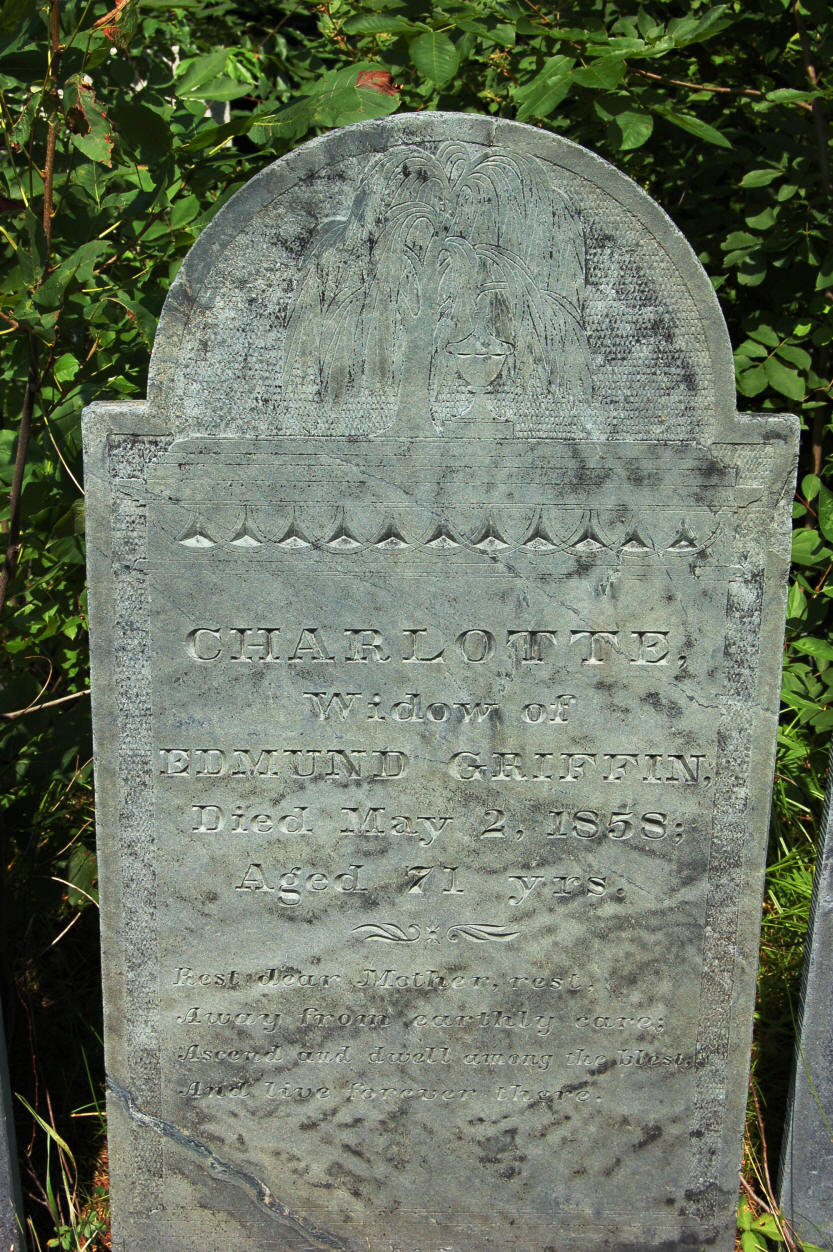 CHARLOTTE,
Widow of
EDMUND GRIFFIN,
Died May 2, 1858;
Aged 71 yrs.
Rest dear Mother, rest,
Away from earthly care;
Ascend and dwell among the blest,
And live forever there.